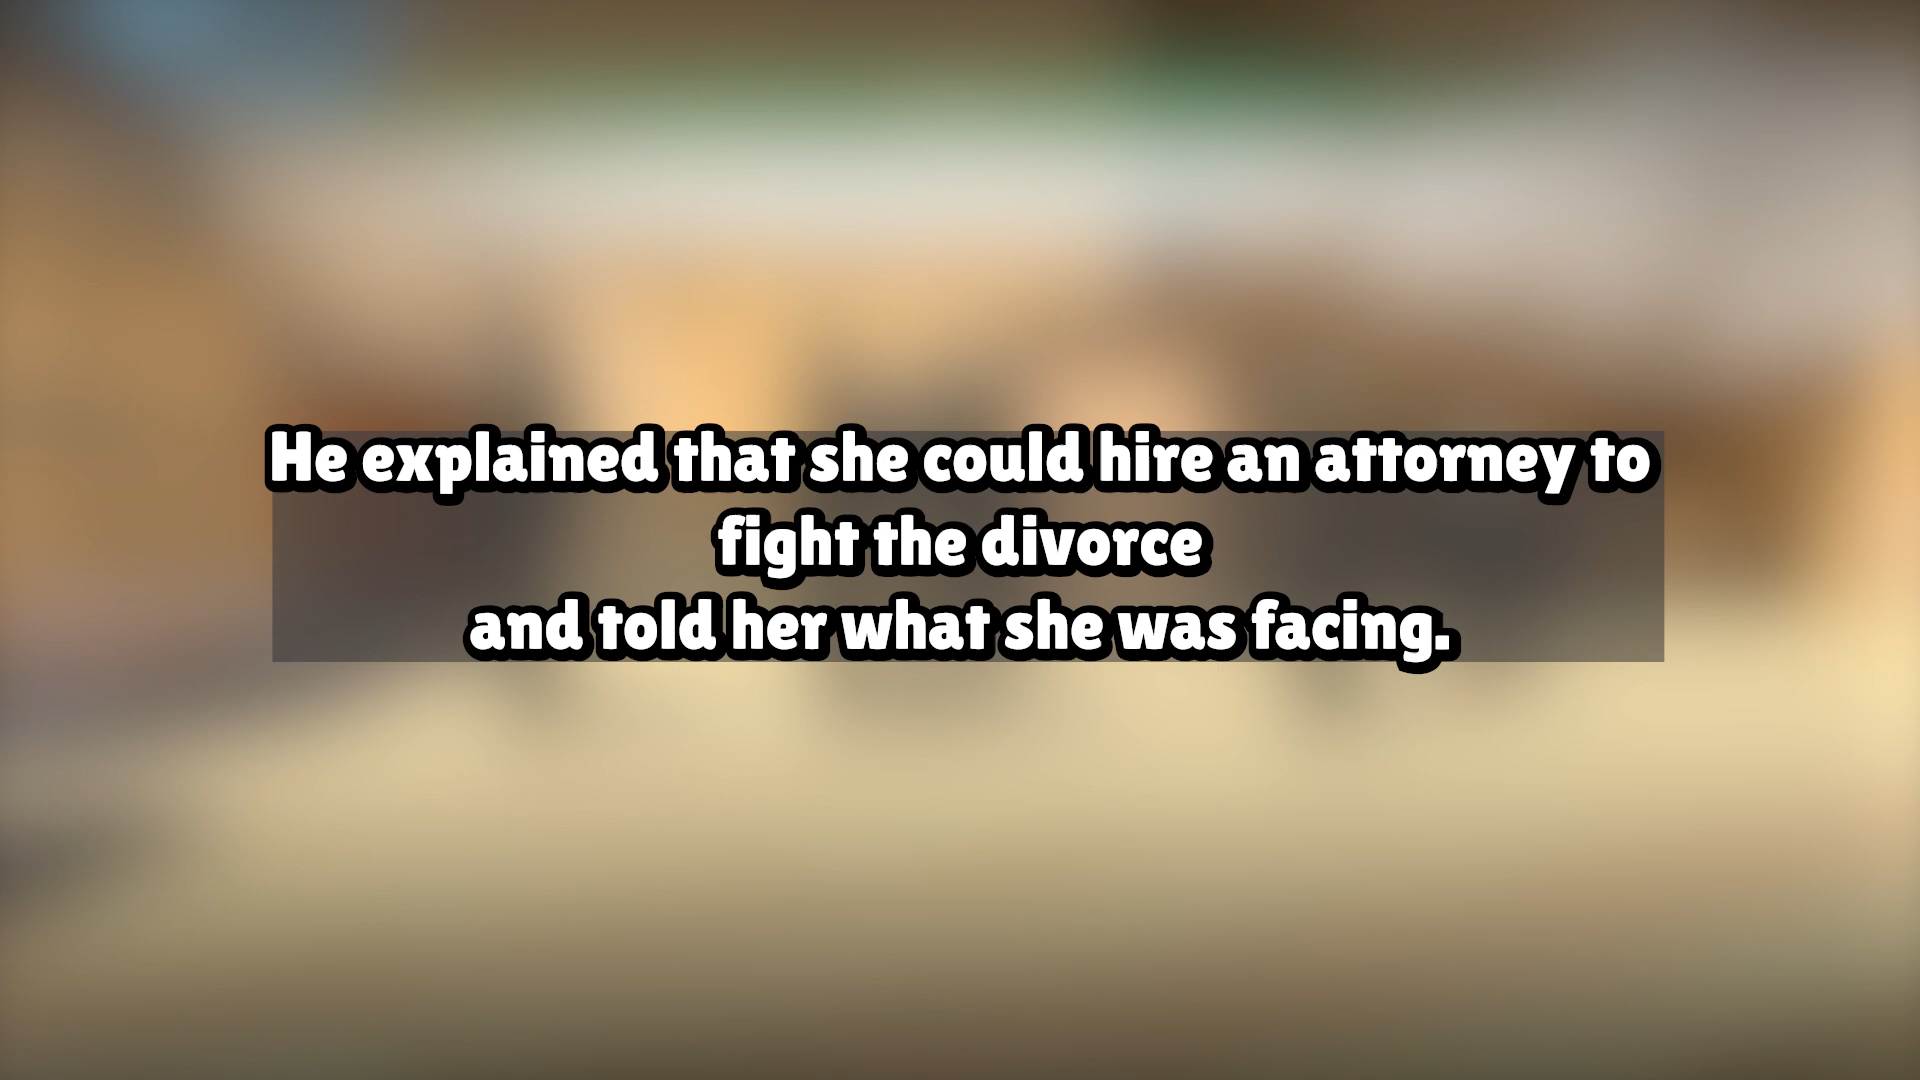 He explained that she could hire an attorney to
fight the divorce
and told her what she was facing.